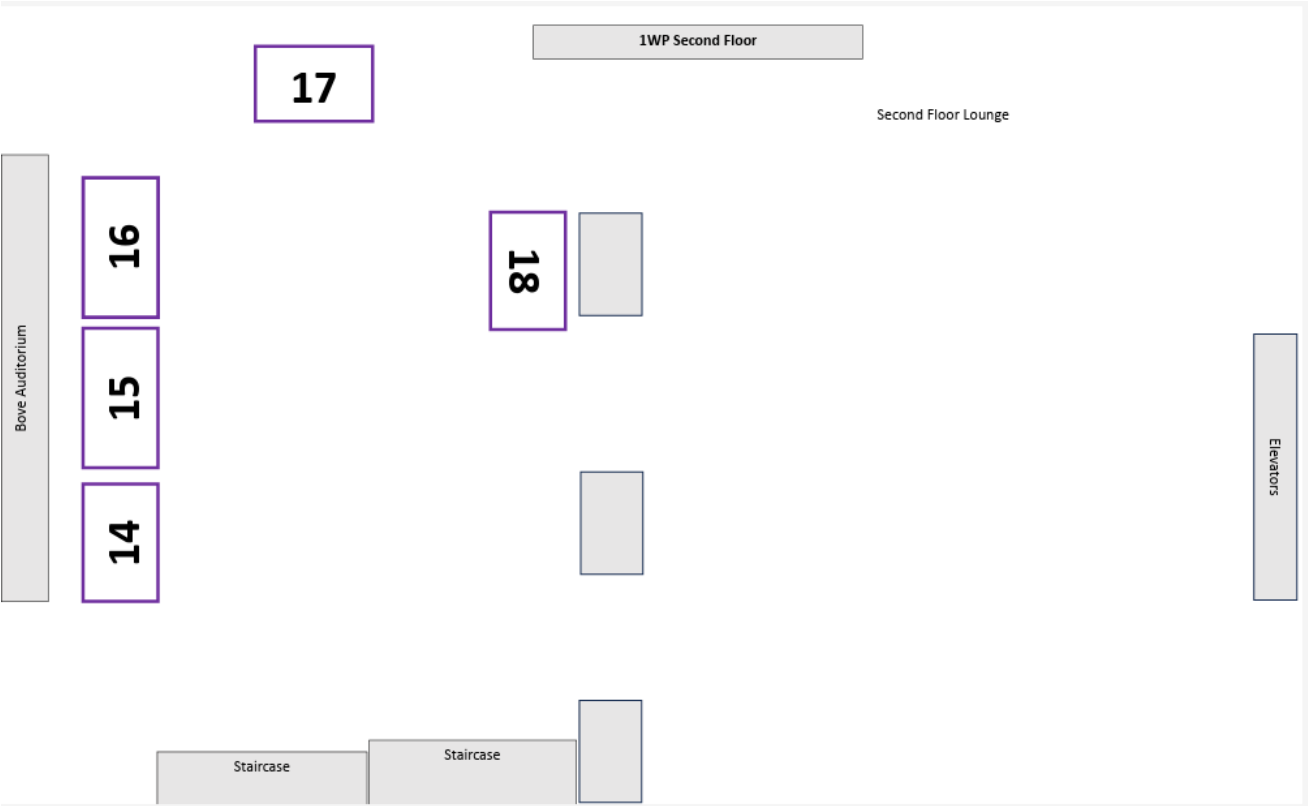 1WP Second Floor
17
Second Floor Lounge
16
18
Bove Auditorium
15
Elevators
14
Staircase
Staircase